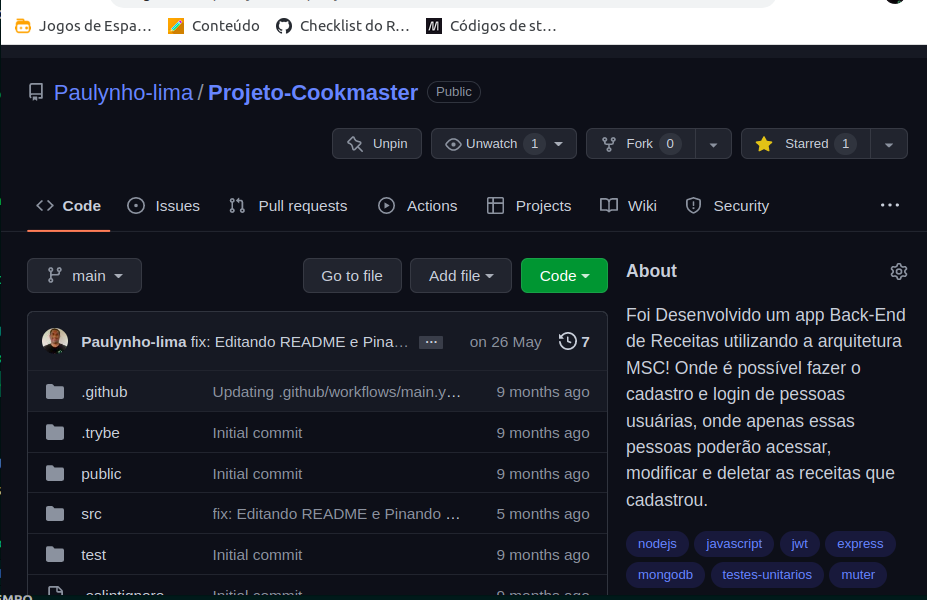 Jogos de Espa… Conteúdo Checklist do R… Códigos de st…
Paulynho-lima / Projeto-Cookmaster Public
Unpin Unwatch 1 Fork 0 Starred 1
<> Code Issues Pull requests Actions Projects Wiki Security ...
main Go to file Add file Code
About
Paulynho-lima fix: Editando README e Pina… ... on 26 May 7
.github Updating .github/workflows/main.y… 9 months ago
.trybe Initial commit 9 months ago
public Initial commit 9 months ago
src fix: Editando README e Pinando … 5 months ago
test Initial commit 9 months ago
.eslintignore Initial commit 9 months ago
Foi Desenvolvido um app Back-End
de Receitas utilizando a arquitetura
MSC! Onde é possível fazer o
cadastro e login de pessoas
usuárias, onde apenas essas
pessoas poderão acessar,
modificar e deletar as receitas que
cadastrou.
nodejs javascript jwt express
mongodb testes-unitarios muter